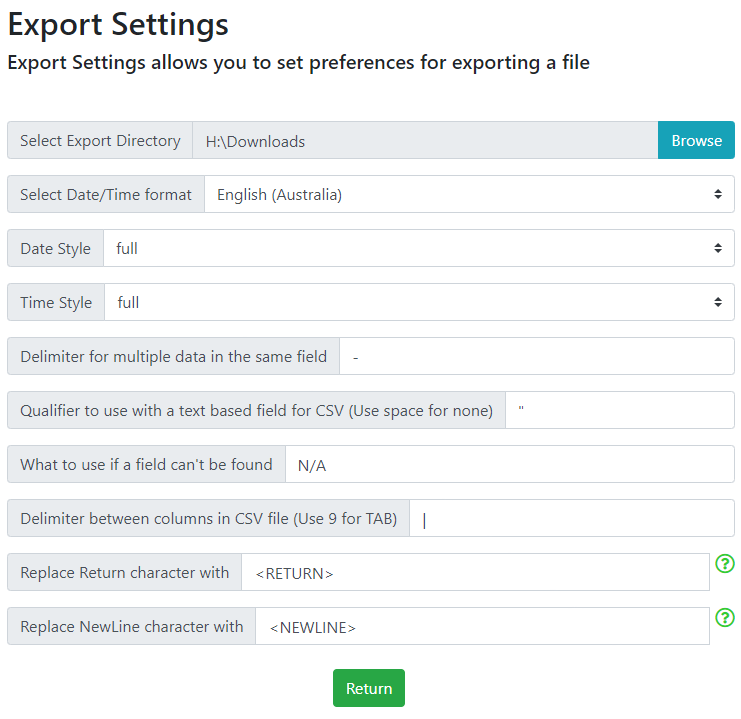 Export Settings
Export Settings allows you to set preferences for exporting a file
Select Export Directory H:\Downloads Browse
Select Date/Time format English (Australia)
Date Style full
Time Style full
Delimiter for multiple data in the same field -
Qualifier to use with a text based field for CSV (Use space for none) "
What to use if a field can't be found N/A
Delimiter between columns in CSV file (Use 9 for TAB) |
Replace Return character with <RETURN> ?
Replace NewLine character with <NEWLINE> ?
Return